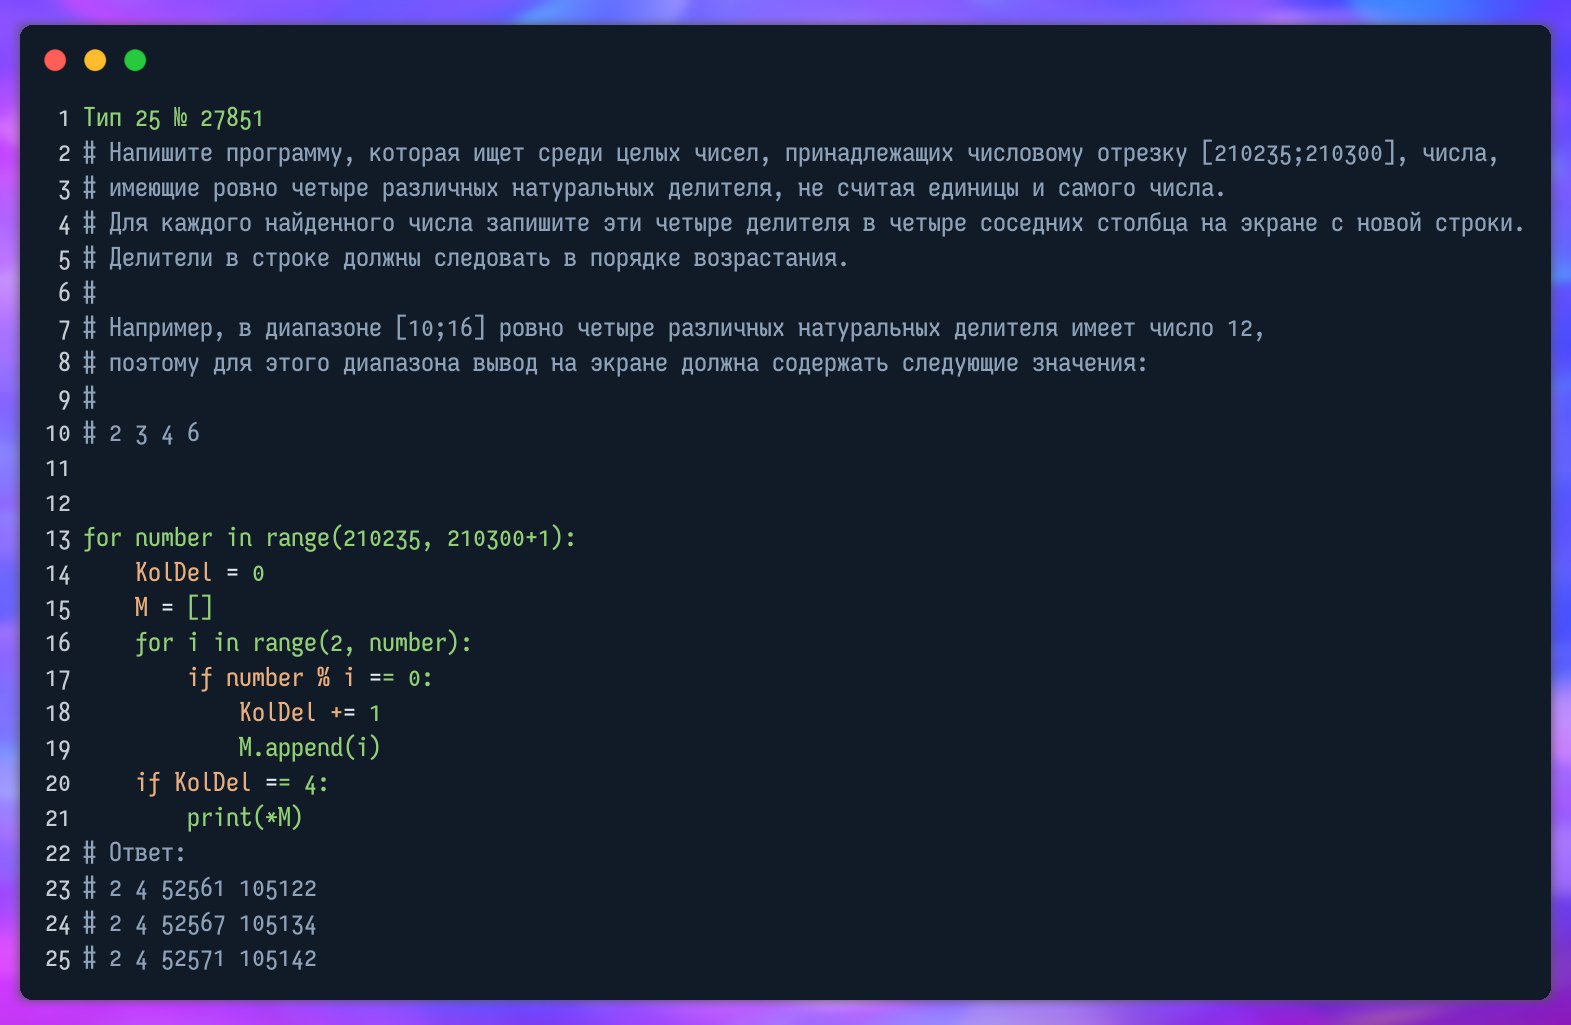 1 Тип 25 № 27851
2 # Напишите программу, которая ищет среди целых чисел, принадлежащих числовому отрезку [210235;210300], числа,
3 # имеющие ровно четыре различных натуральных делителя, не считая единицы и самого числа.
4 # Для каждого найденного числа запишите эти четыре делителя в четыре соседних столбца на экране с новой строки.
5 # Делители в строке должны следовать в порядке возрастания.
6 #
7 # Например, в диапазоне [10;16] ровно четыре различных натуральных делителя имеет число 12,
8 # поэтому для этого диапазона вывод на экране должна содержать следующие значения:
9 #
10 # 2 3 4 6
11
12
13 for number in range(210235, 210300+1):
14     KolDel = 0
15     M = []
16     for i in range(2, number):
17         if number % i == 0:
18             KolDel += 1
19             M.append(i)
20     if KolDel == 4:
21         print(*M)
22 # Ответ:
23 # 2 4 52561 105122
24 # 2 4 52567 105134
25 # 2 4 52571 105142